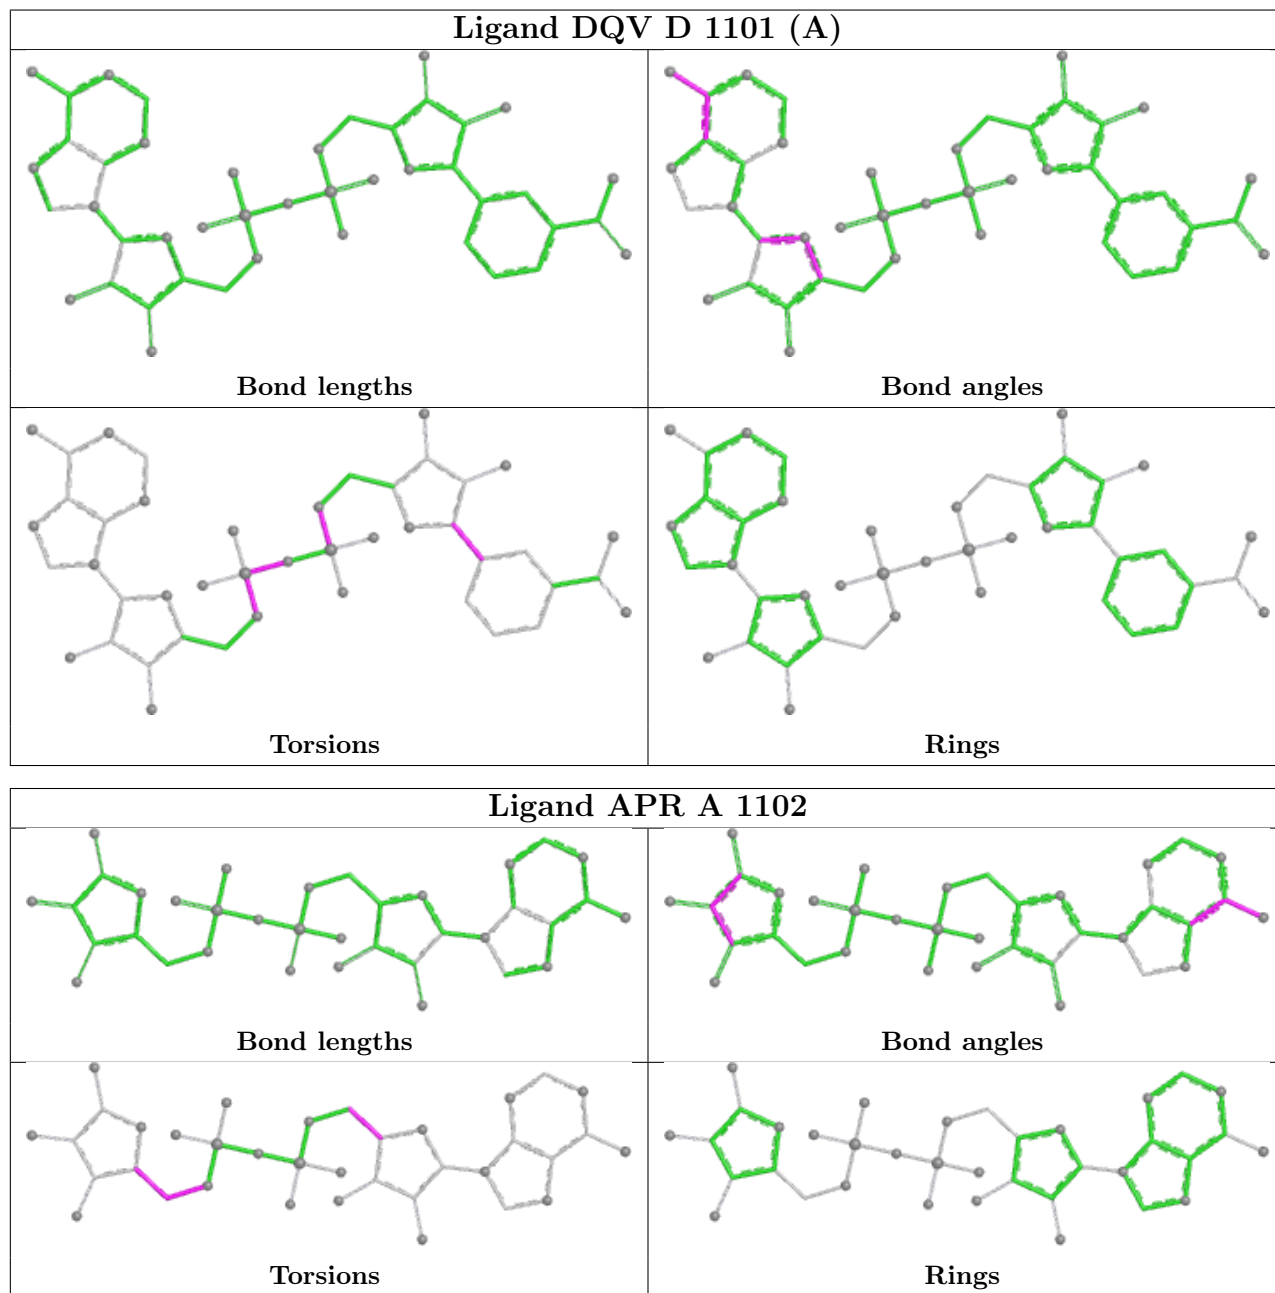 Ligand DQV D 1101 (A)
Bond lengths
Bond angles
Torsions
Rings
Ligand APR A 1102
Bond lengths
Bond angles
Torsions
Rings